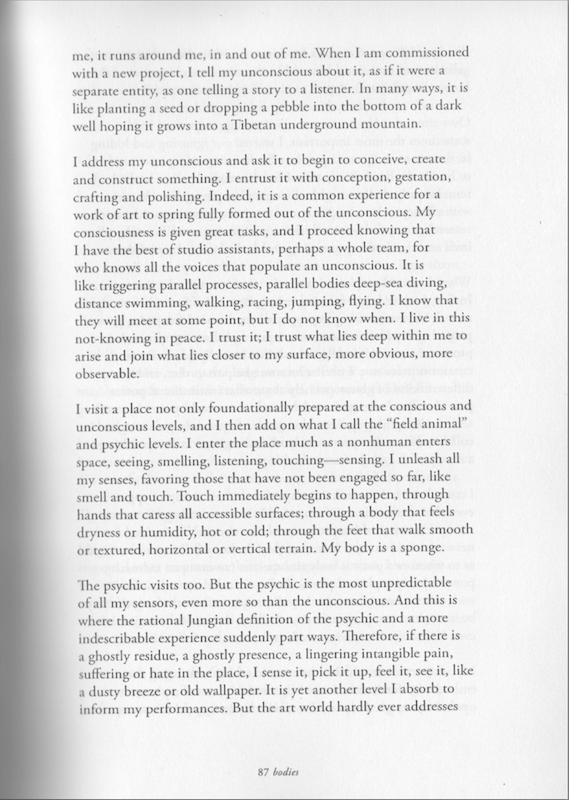 me, it runs around me, in and out of me. When I am commissioned
with a new project, I tell my unconscious about it, as if it were a
separate entity, as one telling a story to a listener. In many ways, it is
like planting a seed or dropping a pebble into the bottom of a dark
well hoping it grows into a Tibetan underground mountain.
I address my unconscious and ask it to begin to conceive, create
and construct something. I entrust it with conception, gestation,
crafting and polishing. Indeed, it is a common experience for a
work of art to spring fully formed out of the unconscious. My
consciousness is given great tasks, and I proceed knowing that
I have the best of studio assistants, perhaps a whole team, for
who knows all the voices that populate an unconscious. It is
like triggering parallel processes, parallel bodies deep-sea diving,
distance swimming, walking, racing, jumping, flying. I know that
they will meet at some point, but I do not know when. I live in this
not-knowing in peace. I trust it; I trust what lies deep within me to
arise and join what lies closer to my surface, more obvious, more
observable.
I visit a place not only foundationally prepared at the conscious and
unconscious levels, and I then add on what I call the “field animal”
and psychic levels. I enter the place much as a nonhuman enters
space, seeing, smelling, listening, touching—sensing. I unleash all
my senses, favoring those that have not been engaged so far, like
smell and touch. Touch immediately begins to happen, through
hands that caress all accessible surfaces; through a body that feels
dryness or humidity, hot or cold; through the feet that walk smooth
or textured, horizontal or vertical terrain. My body is a sponge.
The psychic visits too. But the psychic is the most unpredictable
of all my sensors, even more so than the unconscious. And this is
where the rational Jungian definition of the psychic and a more
indescribable experience suddenly part ways. Therefore, if there is
a ghostly residue, a ghostly presence, a lingering intangible pain,
suffering or hate in the place, I sense it, pick it up, feel it, see it, like
a dusty breeze or old wallpaper. It is yet another level I absorb to
inform my performances. But the art world hardly ever addresses
87 bodies